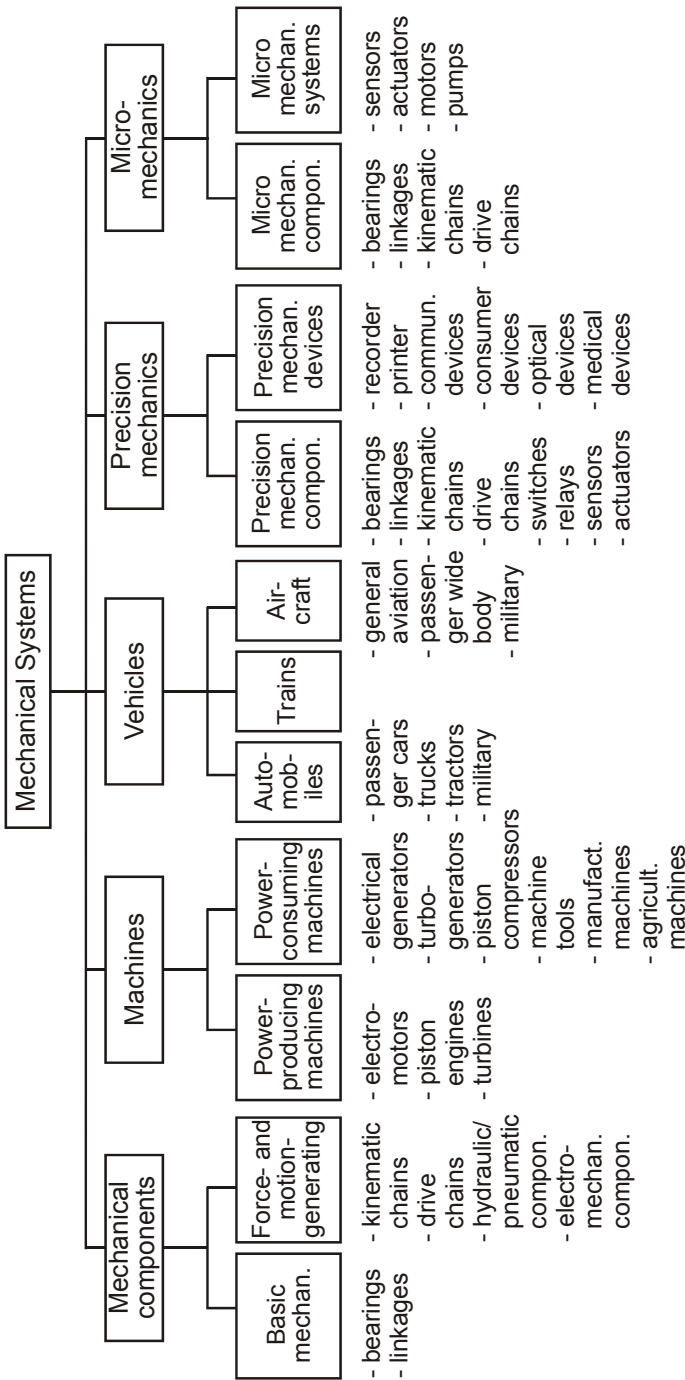 Mechanical Systems
Mechanical
components
Machines
Vehicles
Precision
mechanics
Micro-
mechanics
Basic
mechan.
Force- and
motion-
generating
Power-
producing
machines
Power-
consuming
machines
Auto-
mob-
iles
Trains
Air-
craft
Precision
mechan.
compon.
Precision
mechan.
devices
Micro
mechan.
compon.
Micro
mechan.
systems
- bearings
- linkages
- kinematic
chains
- drive
chains
- hydraulic/
pneumatic
compon.
- electro-
mechan.
compon.
- electro-
motors
- piston
engines
- turbines
- electrical
generators
- turbo-
generators
- piston
compressors
- machine
tools
- manufact.
machines
- agricult.
machines
- passen-
ger cars
- trucks
- tractors
- military
- general
aviation
- passen-
ger wide
body
- military
- bearings
- linkages
- kinematic
chains
- drive
chains
- switches
- relays
- sensors
- actuators
- recorder
- printer
- commun.
devices
- consumer
devices
- optical
devices
- medical
devices
- bearings
- linkages
- kinematic
chains
- drive
chains
- sensors
- actuators
- motors
- pumps